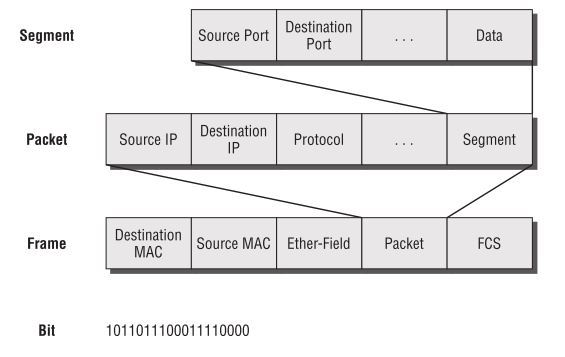 Segment
Source Port
Destination
Port
. . .
Data
Packet
Source IP
Destination
IP
Protocol
. . .
Segment
Frame
Destination
MAC
Source MAC
Ether-Field
Packet
FCS
Bit
1011011100011110000